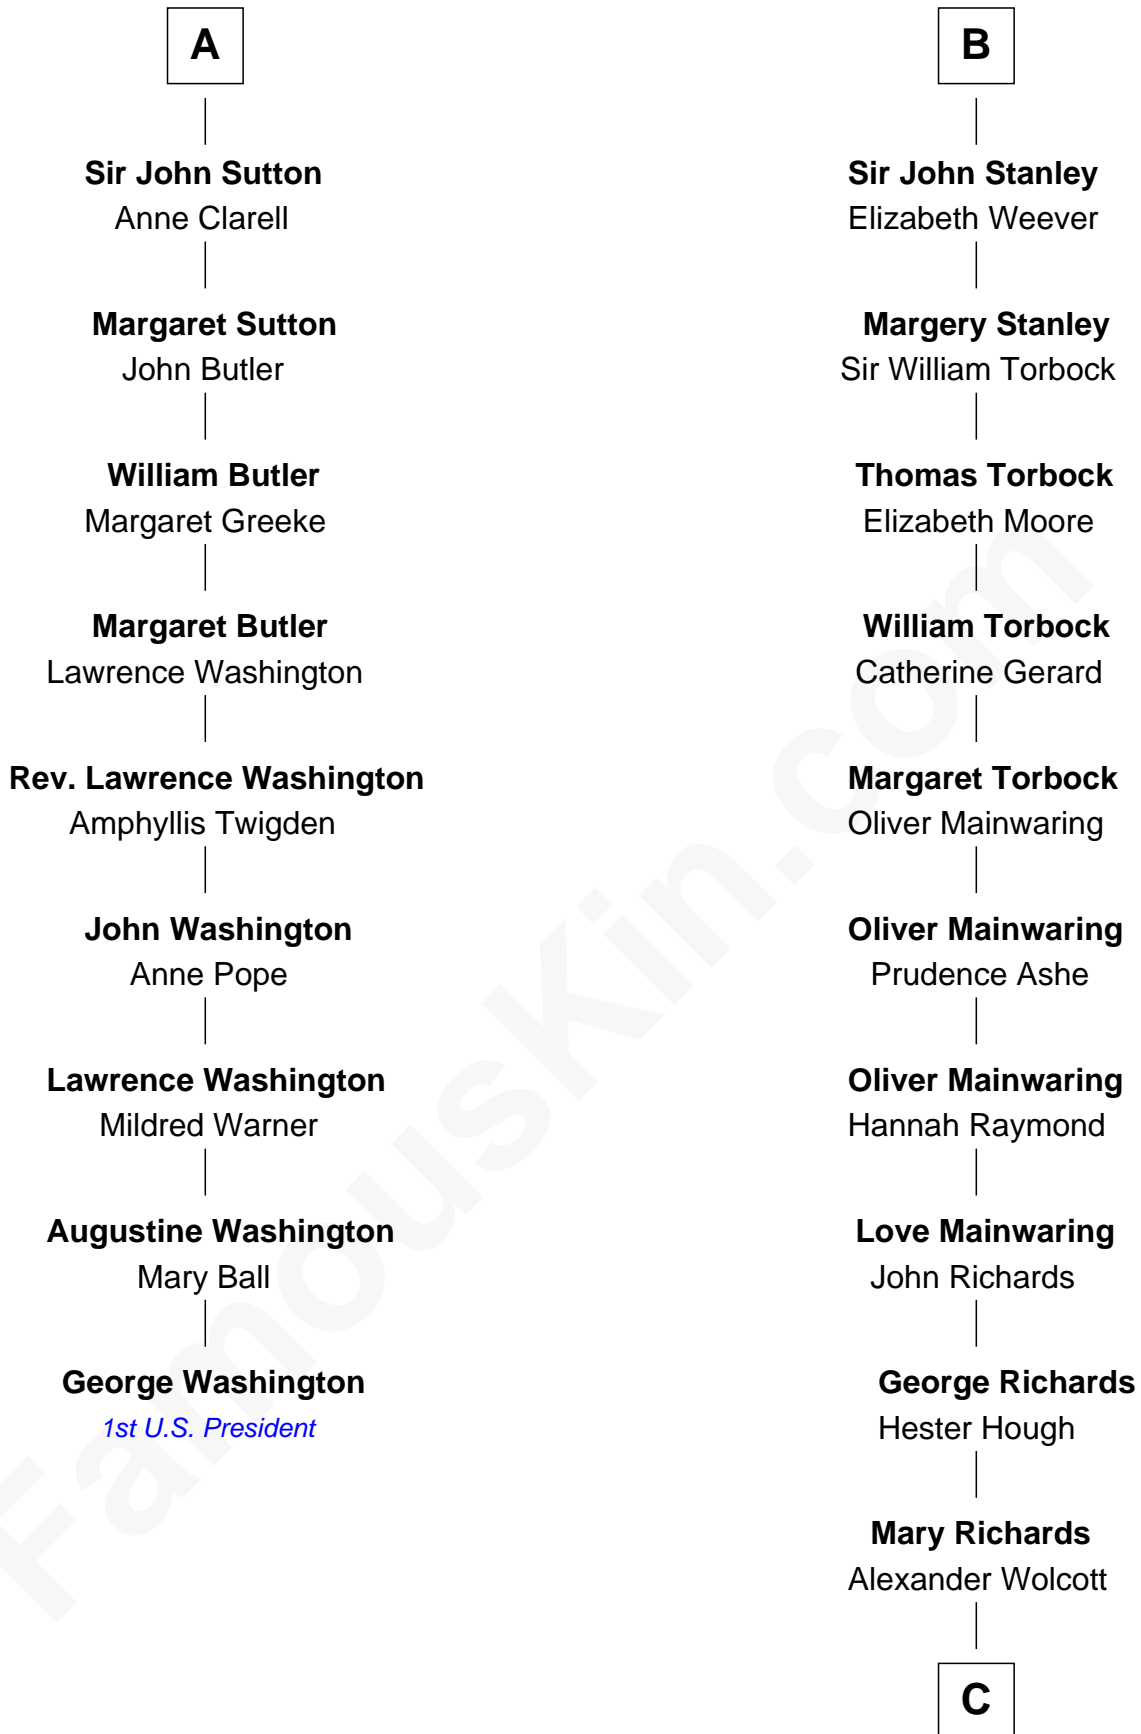 A
Sir John Sutton
Anne Clarell
Margaret Sutton
John Butler
William Butler
Margaret Greeke
Margaret Butler
Lawrence Washington
Rev. Lawrence Washington
Amphyllis Twigden
John Washington
Anne Pope
Lawrence Washington
Mildred Warner
Augustine Washington
Mary Ball
George Washington
1st U.S. President
B
Sir John Stanley
Elizabeth Weever
Margery Stanley
Sir William Torbock
Thomas Torbock
Elizabeth Moore
William Torbock
Catherine Gerard
Margaret Torbock
Oliver Mainwaring
Oliver Mainwaring
Prudence Ashe
Oliver Mainwaring
Hannah Raymond
Love Mainwaring
John Richards
George Richards
Hester Hough
Mary Richards
Alexander Wolcott
C
FamousKin.com